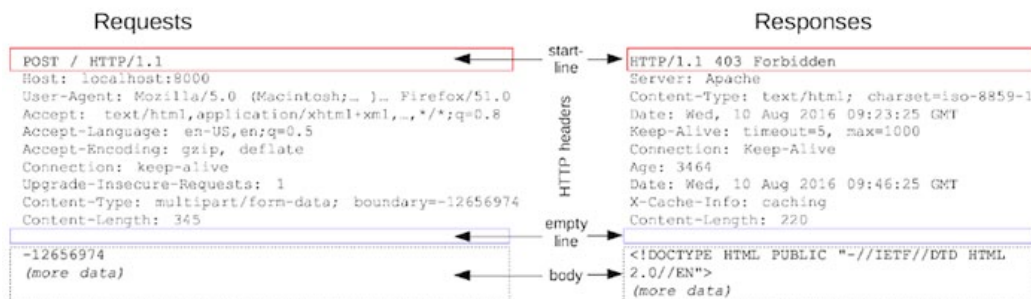 Requests
POST / HTTP/1.1
Host: localhost:8000
User-Agent: Mozilla/5.0 (Macintosh;… )… Firefox/51.0
Accept: text/html,application/xhtml+xml,…,*/*;q=0.8
Accept-Language: en-US,en;q=0.5
Accept-Encoding: gzip, deflate
Connection: keep-alive
Upgrade-Insecure-Requests: 1
Content-Type: multipart/form-data; boundary=-12656974
Content-Length: 345
-12656974
(more data)
start-
line
HTTP headers
empty
line
body
Responses
HTTP/1.1 403 Forbidden
Server: Apache
Content-Type: text/html; charset=iso-8859-1
Date: Wed, 10 Aug 2016 09:23:25 GMT
Keep-Alive: timeout=5, max=1000
Connection: Keep-Alive
Age: 3464
Date: Wed, 10 Aug 2016 09:46:25 GMT
X-Cache-Info: caching
Content-Length: 220
<!DOCTYPE HTML PUBLIC "-//IETF//DTD HTML
2.0//EN">
(more data)